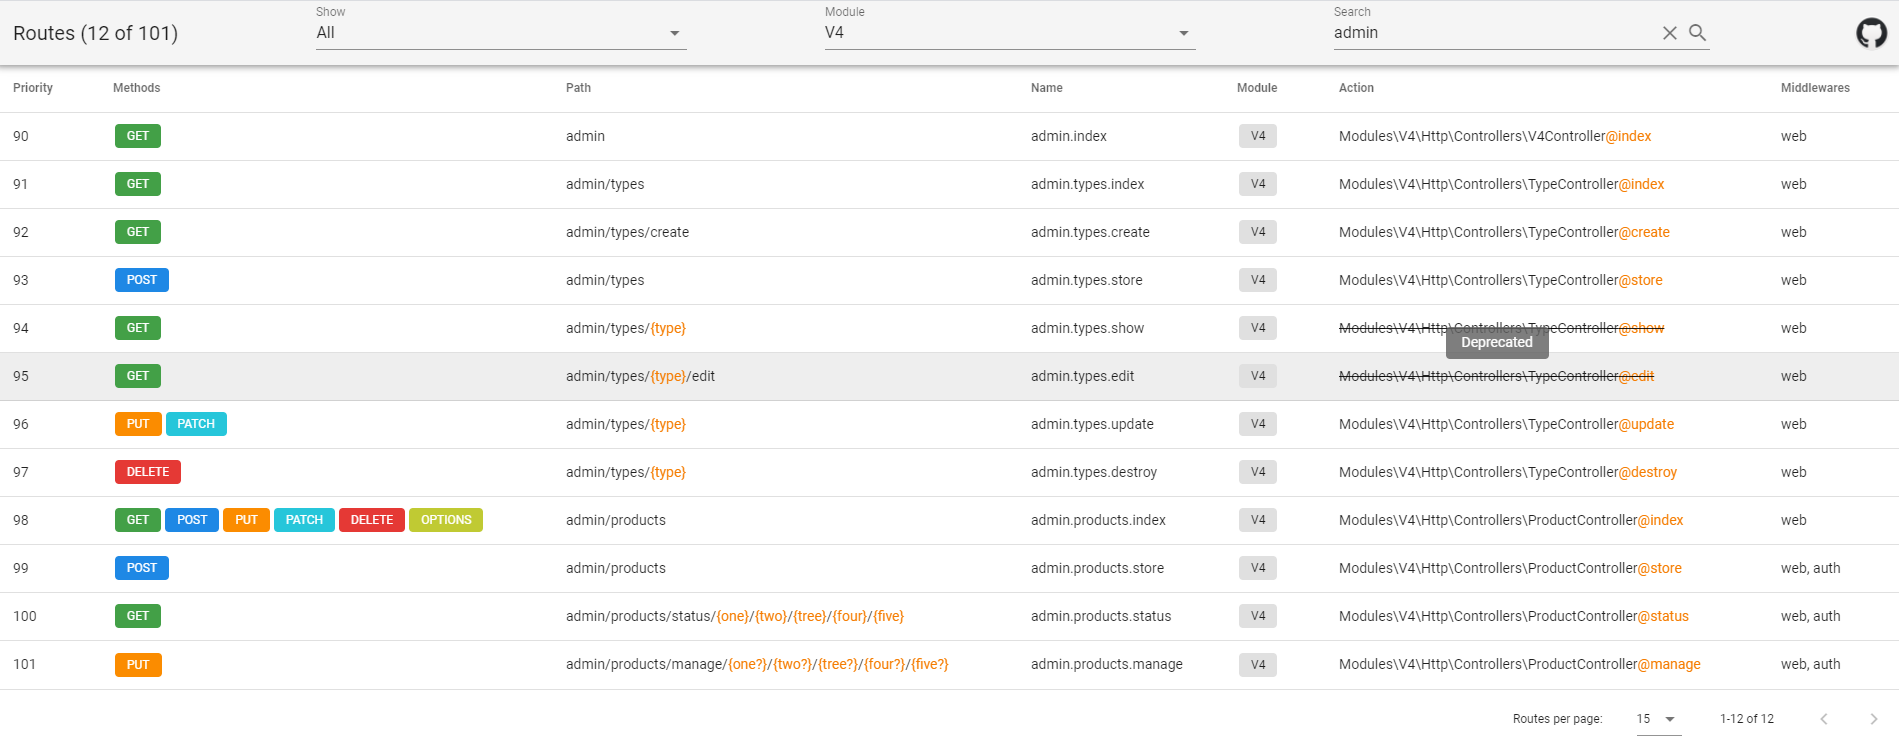 Routes (12 of 101)
Show
All
Module
V4
Search
admin
Priority Methods Path Name Module Action Middlewares
90 GET admin admin.index V4 Modules\V4\Http\Controllers\V4Controller@index web
91 GET admin/types admin.types.index V4 Modules\V4\Http\Controllers\TypeController@index web
92 GET admin/types/create admin.types.create V4 Modules\V4\Http\Controllers\TypeController@create web
93 POST admin/types admin.types.store V4 Modules\V4\Http\Controllers\TypeController@store web
94 GET admin/types/{type} admin.types.show V4 Modules\V4\Http\Controllers\TypeController@show web
Deprecated
95 GET admin/types/{type}/edit admin.types.edit V4 Modules\V4\Http\Controllers\TypeController@edit web
96 PUT PATCH admin/types/{type} admin.types.update V4 Modules\V4\Http\Controllers\TypeController@update web
97 DELETE admin/types/{type} admin.types.destroy V4 Modules\V4\Http\Controllers\TypeController@destroy web
98 GET POST PUT PATCH DELETE OPTIONS admin/products admin.products.index V4 Modules\V4\Http\Controllers\ProductController@index web
99 POST admin/products admin.products.store V4 Modules\V4\Http\Controllers\ProductController@store web, auth
100 GET admin/products/status/{one}/{two}/{tree}/{four}/{five} admin.products.status V4 Modules\V4\Http\Controllers\ProductController@status web, auth
101 PUT admin/products/manage/{one?}/{two?}/{tree?}/{four?}/{five?} admin.products.manage V4 Modules\V4\Http\Controllers\ProductController@manage web, auth
Routes per page: 15 1-12 of 12